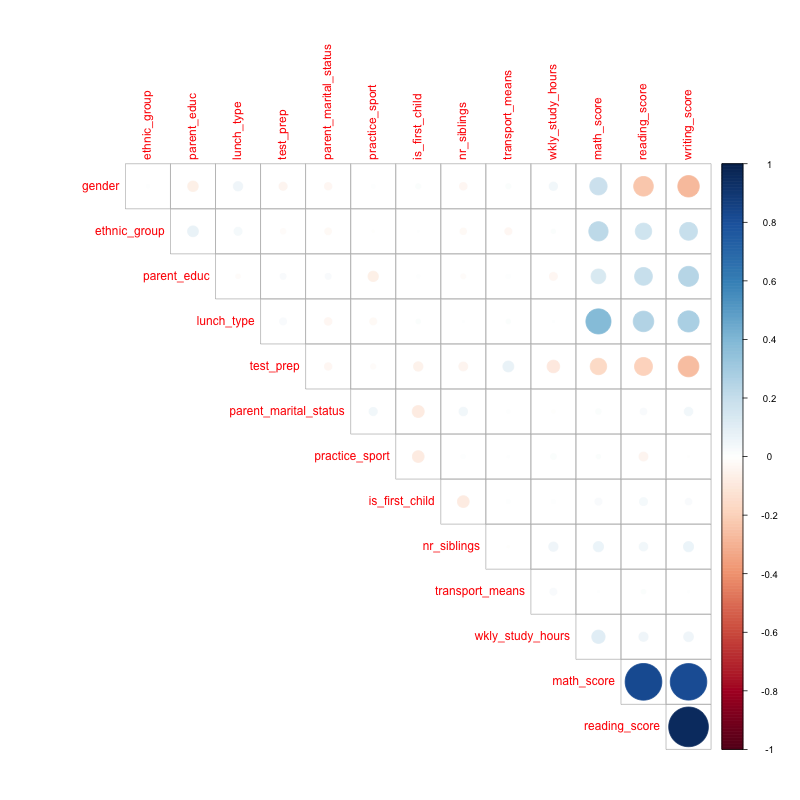 ethnic_group
parent_educ
lunch_type
test_prep
parent_marital_status
practice_sport
is_first_child
nr_siblings
transport_means
wkly_study_hours
math_score
reading_score
writing_score
gender
ethnic_group
parent_educ
lunch_type
test_prep
parent_marital_status
practice_sport
is_first_child
nr_siblings
transport_means
wkly_study_hours
math_score
reading_score
1
0.8
0.6
0.4
0.2
0
-0.2
-0.4
-0.6
-0.8
-1